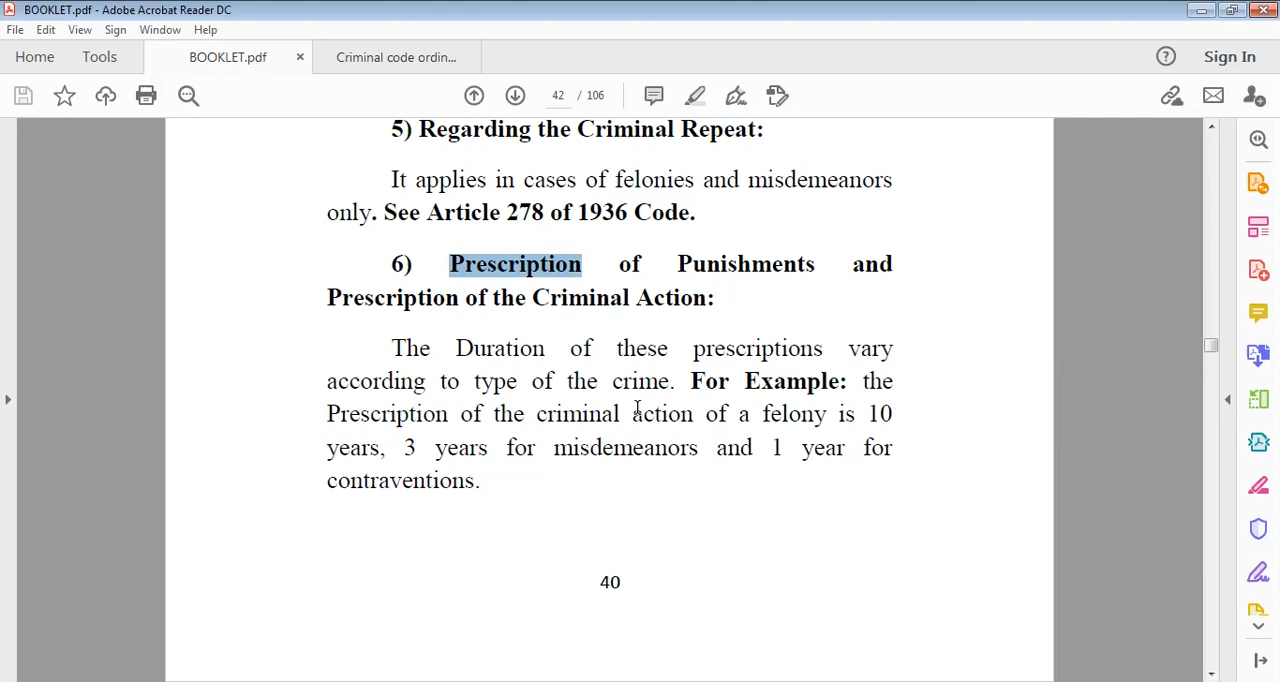 BOOKLET.pdf - Adobe Acrobat Reader DC
File Edit View Sign Window Help
Home Tools BOOKLET.pdf × Criminal code ordin... ? Sign In
42 / 106
5) Regarding the Criminal Repeat:
It applies in cases of felonies and misdemeanors
only. See Article 278 of 1936 Code.
6) Prescription of Punishments and
Prescription of the Criminal Action:
The Duration of these prescriptions vary
according to type of the crime. For Example: the
Prescription of the criminal action of a felony is 10
years, 3 years for misdemeanors and 1 year for
contraventions.
40